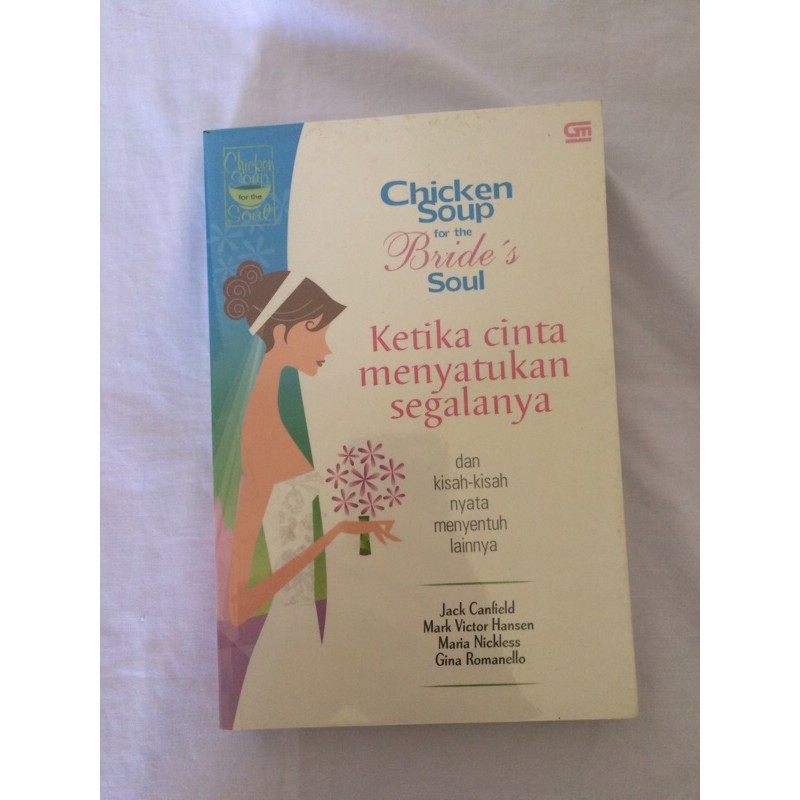 Chicken
Soup
for the
Soul
GM
Chicken
Soup
for the
Bride´s
Soul
Ketika cinta
menyatukan
segalanya
dan
kisah-kisah
nyata
menyentuh
lainnya
Jack Canfield
Mark Victor Hansen
Maria Nickless
Gina Romanello